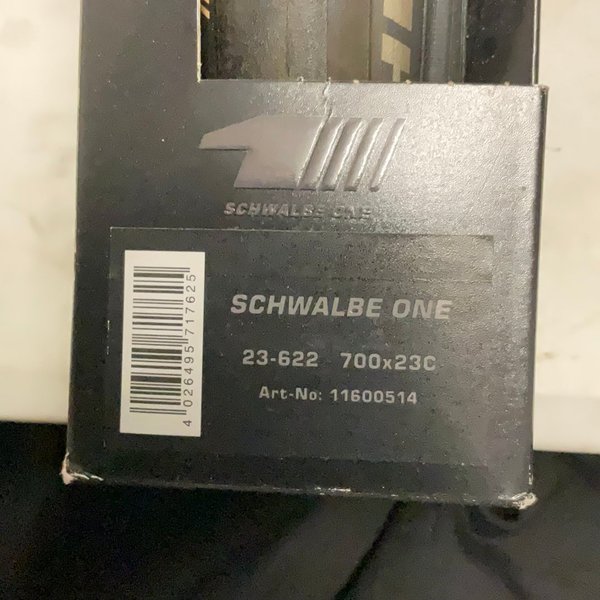 SCHWALBE ONE
SCHWALBE ONE
23-622 700x23C
Art-No: 11600514
4 026495 717625